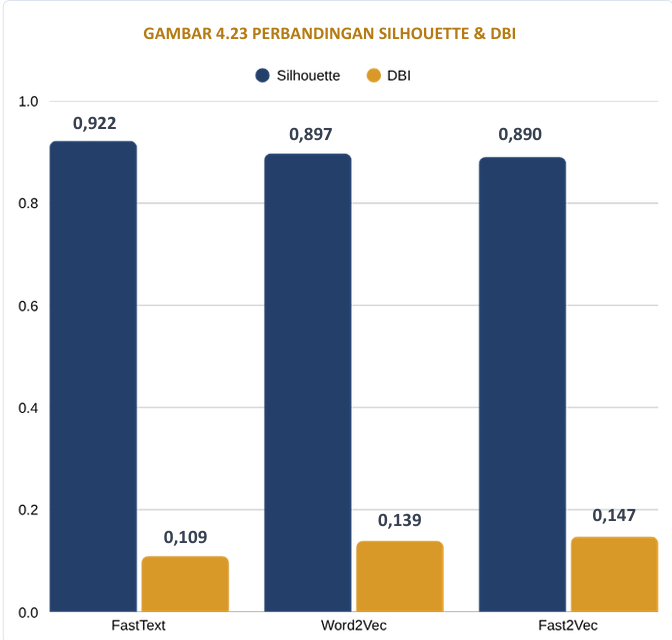 GAMBAR 4.23 PERBANDINGAN SILHOUETTE & DBI
Silhouette DBI
1.0
0,922 0,897 0,890
0.8
0.6
0.4
0.2
0,109 0,139 0,147
0.0
FastText Word2Vec Fast2Vec